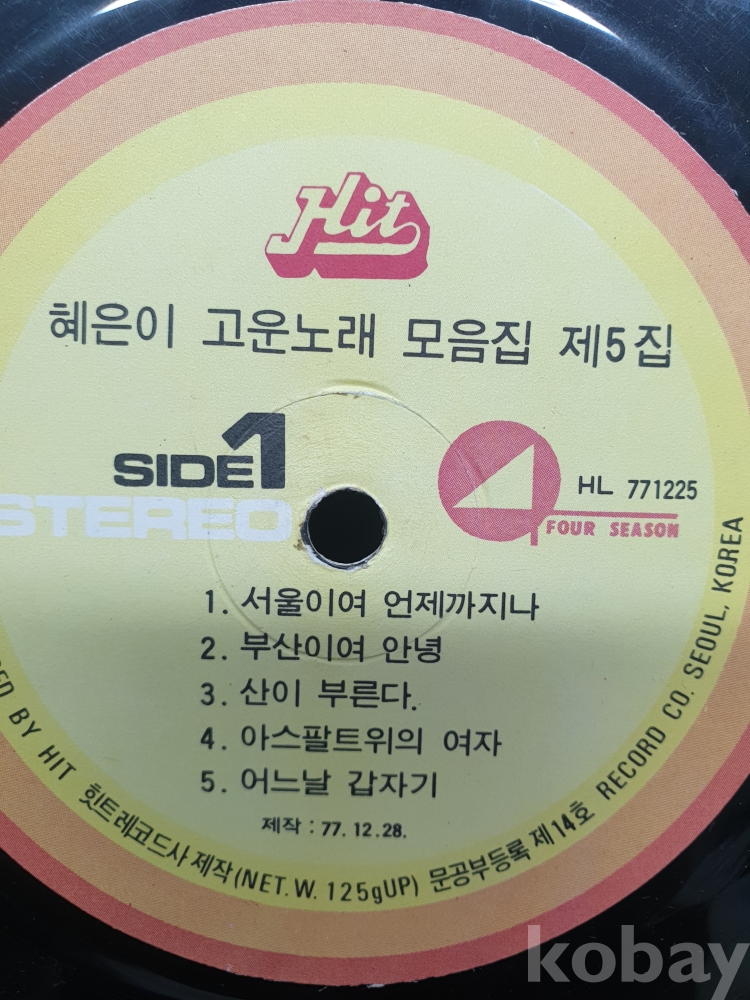 Hit
혜은이 고운노래 모음집 제5집
SIDE 1
STEREO
4
HL 771225
FOUR SEASON
1. 서울이여 언제까지나
2. 부산이여 안녕
3. 산이 부른다.
4. 아스팔트위의 여자
5. 어느날 갑자기
제작 : 77. 12. 28.
BY HIT 힛트레코드사 제작 (NET. W. 125gUP) 문공부등록 제14호 RECORD CO. SEOUL, KOREA
kobay